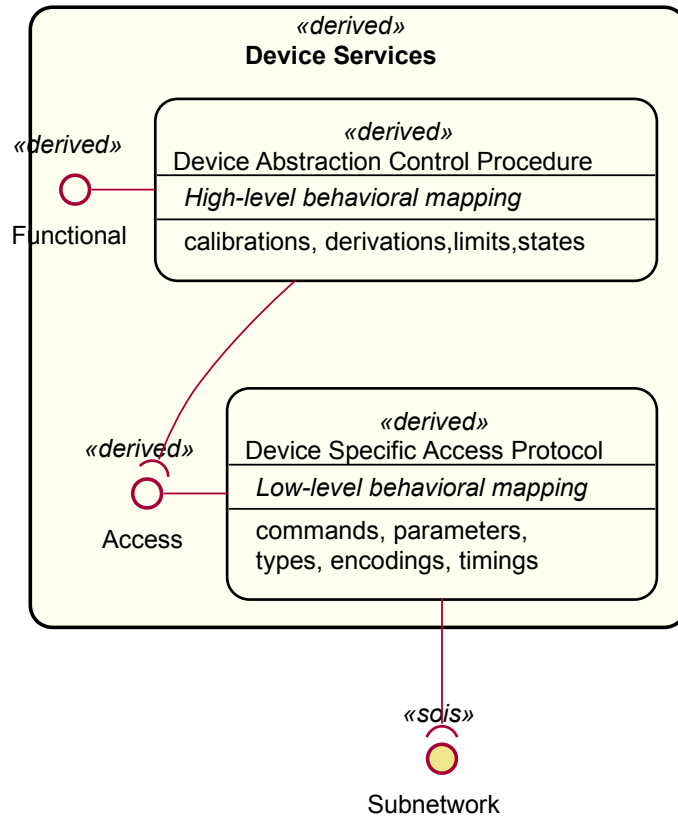 «derived»
Device Services
«derived»
Functional
«derived»
Device Abstraction Control Procedure
High-level behavioral mapping
calibrations, derivations,limits,states
«derived»
Access
«derived»
Device Specific Access Protocol
Low-level behavioral mapping
commands, parameters,
types, encodings, timings
«sois»
Subnetwork